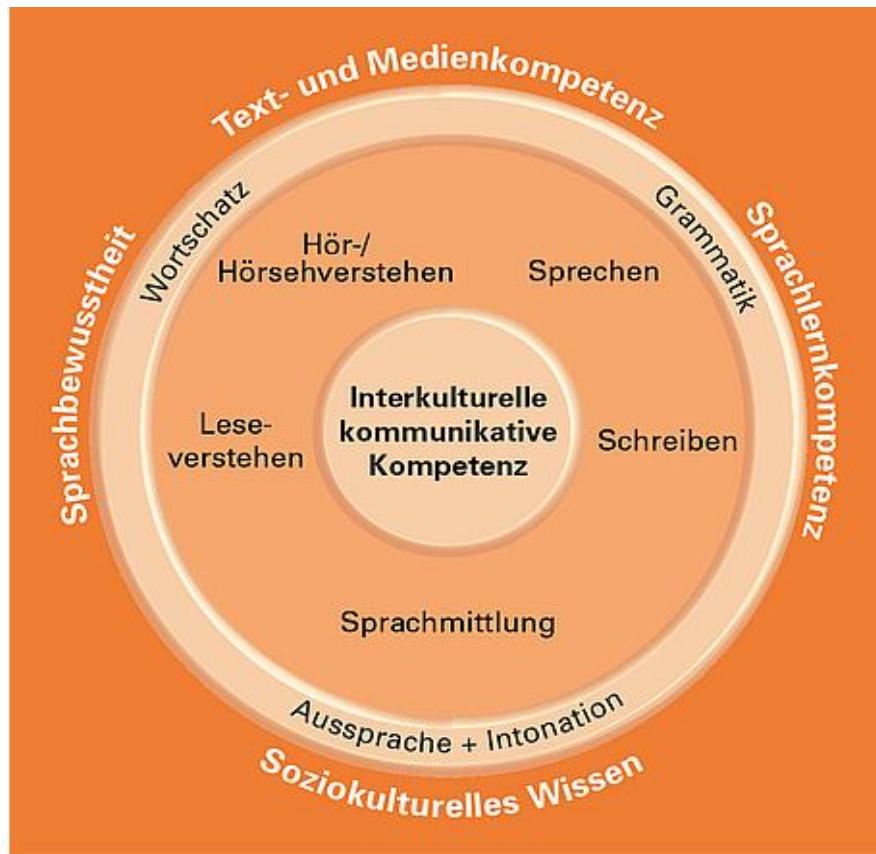 Text- und Medienkompetenz
Sprachbewusstheit
Sprachlernkompetenz
Wortschatz
Grammatik
Hör-/
Hörsehverstehen
Sprechen
Interkulturelle
kommunikative
Kompetenz
Lese-
verstehen
Schreiben
Sprachmittlung
Aussprache + Intonation
Soziokulturelles Wissen